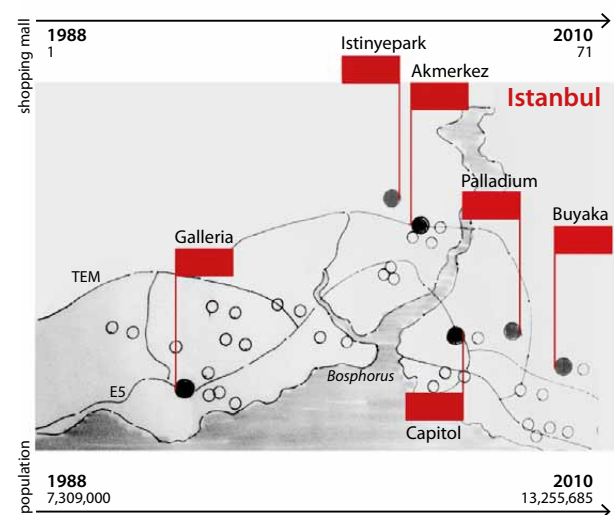 shopping mall
1988
1
2010
71
Istinyepark
Akmerkez
Istanbul
Palladium
Buyaka
Galleria
TEM
Bosphorus
E5
Capitol
population
1988
7,309,000
2010
13,255,685